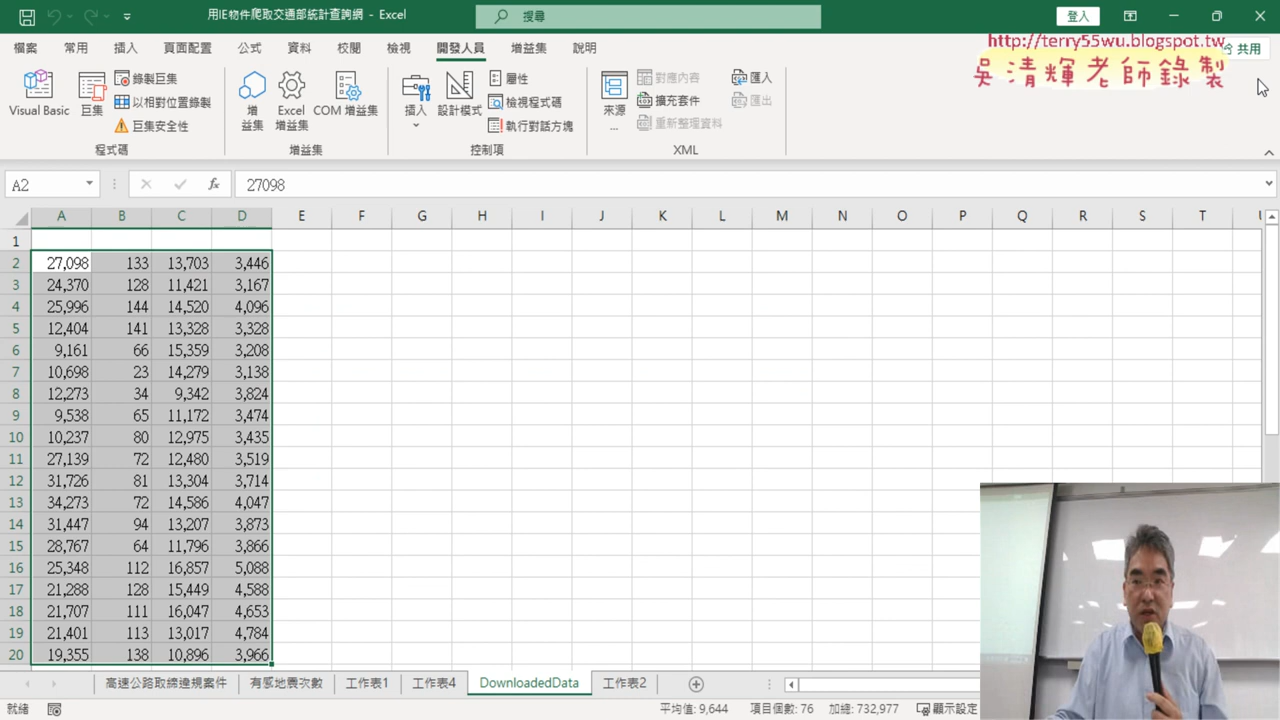 用IE物件爬取交通部統計查詢網 - Excel
搜尋
登入
http://terry55wu.blogspot.tw
吳清輝老師錄製
檔案 常用 插入 頁面配置 公式 資料 校閱 檢視 開發人員 增益集 說明
共用
Visual Basic
巨集
錄製巨集
以相對位置錄製
巨集安全性
程式碼
增
益集
Excel
增益集
COM 增益集
增益集
插入
設計模式
屬性
檢視程式碼
執行對話方塊
控制項
來源
...
對應內容
擴充套件
重新整理資料
匯入
匯出
XML
A2
fx
27098
A B C D E F G H I J K L M N O P Q R S T
1
2 27,098 133 13,703 3,446
3 24,370 128 11,421 3,167
4 25,996 144 14,520 4,096
5 12,404 141 13,328 3,328
6 9,161 66 15,359 3,208
7 10,698 23 14,279 3,138
8 12,273 34 9,342 3,824
9 9,538 65 11,172 3,474
10 10,237 80 12,975 3,435
11 27,139 72 12,480 3,519
12 31,726 81 13,304 3,714
13 34,273 72 14,586 4,047
14 31,447 94 13,207 3,873
15 28,767 64 11,796 3,866
16 25,348 112 16,857 5,088
17 21,288 128 15,449 4,588
18 21,707 111 16,047 4,653
19 21,401 113 13,017 4,784
20 19,355 138 10,896 3,966
高速公路取締違規案件 有感地震次數 工作表1 工作表4 DownloadedData 工作表2
就緒
平均值: 9,644 項目個數: 76 加總: 732,977 顯示設定